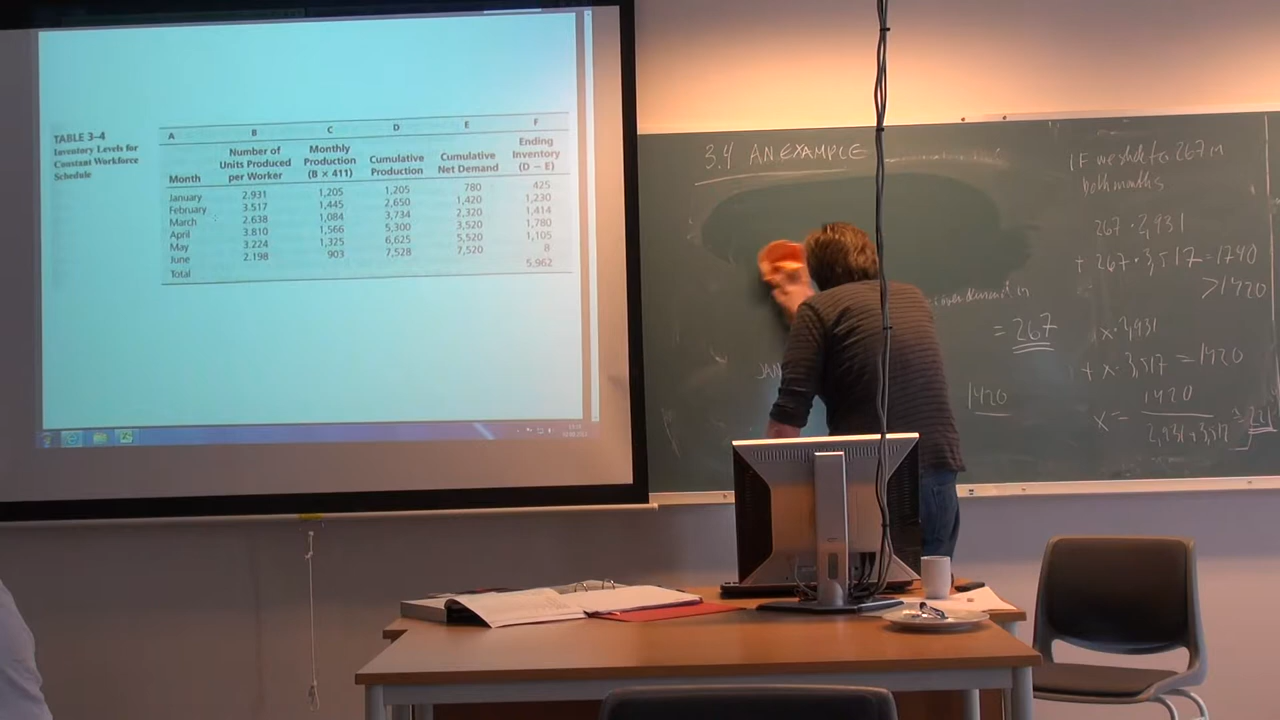 TABLE 3–4
Inventory Levels for
Constant Workforce
Schedule
A B C D E F
Month Number of Units Produced per Worker Monthly Production (B × 411) Cumulative Production Cumulative Net Demand Ending Inventory (D − E)
January 2.931 1,205 1,205 780 425
February 3.517 1,445 2,650 1,420 1,230
March 2.638 1,084 3,734 2,320 1,414
April 3.810 1,566 5,300 3,520 1,780
May 3.224 1,325 6,625 5,520 1,105
June 2.198 903 7,528 7,520 8
Total 5,962
3.4 AN EXAMPLE
demand in
= 267
JAN
1420
IF we 267 in
both months
267 · 2,931
+ 267 · 3,517 = 1740
> 1420
x · 2,931
+ x · 3,517 = 1420
x = 1420
2,931+3,517
221